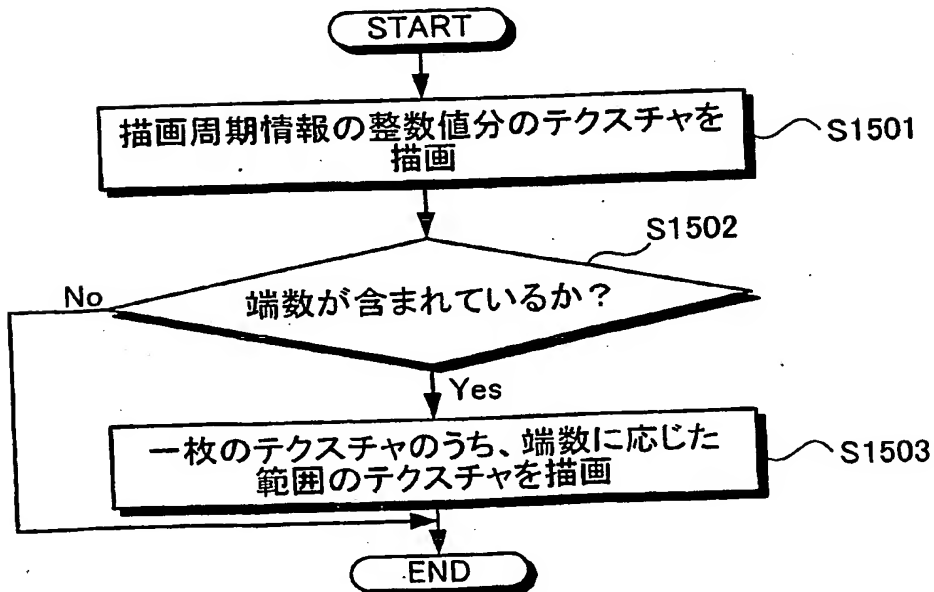 START
描画周期情報の整数値分のテクスチャを
描画
S1501
S1502
端数が含まれているか？
No
Yes
一枚のテクスチャのうち、端数に応じた
範囲のテクスチャを描画
S1503
END